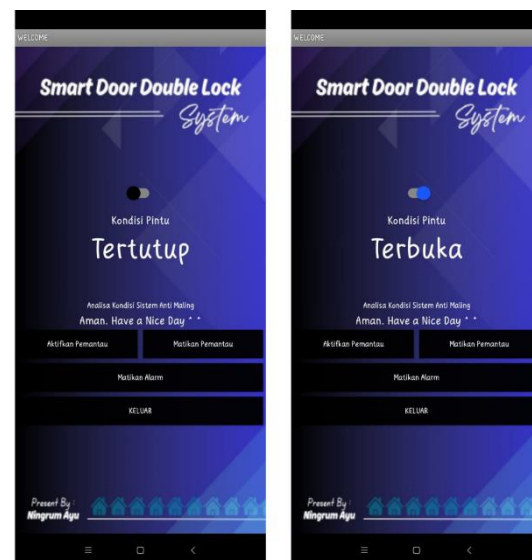 WELCOME
Smart Door Double Lock
System
Kondisi Pintu
Tertutup
Analisa Kondisi Sistem Anti Maling
Aman. Have a Nice Day ^ ^
Aktifkan Pemantau
Matikan Pemantau
Matikan Alarm
KELUAR
Present By :
Ningrum Ayu
WELCOME
Smart Door Double Lock
System
Kondisi Pintu
Terbuka
Analisa Kondisi Sistem Anti Maling
Aman. Have a Nice Day ^ ^
Aktifkan Pemantau
Matikan Pemantau
Matikan Alarm
KELUAR
Present By :
Ningrum Ayu